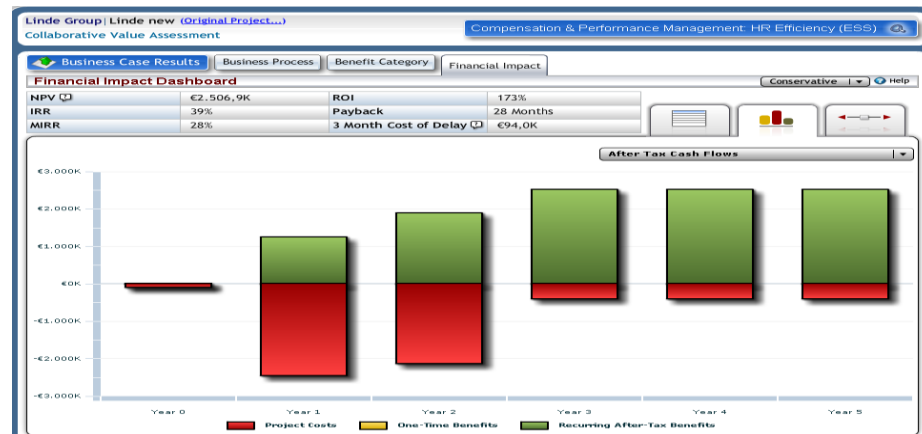 Linde Group| Linde new (Original Project...)
Collaborative Value Assessment
Compensation & Performance Management: HR Efficiency (ESS)
Business Case Results Business Process Benefit Category Financial Impact
Financial Impact Dashboard Conservative Help
NPV €2.506,9K ROI 173%
IRR 39% Payback 28 Months
MIRR 28% 3 Month Cost of Delay €94,0K
After Tax Cash Flows
€3.000K
€2.000K
€1.000K
€0K
-€1.000K
-€2.000K
-€3.000K
Year 0 Year 1 Year 2 Year 3 Year 4 Year 5
Project Costs One-Time Benefits Recurring After-Tax Benefits